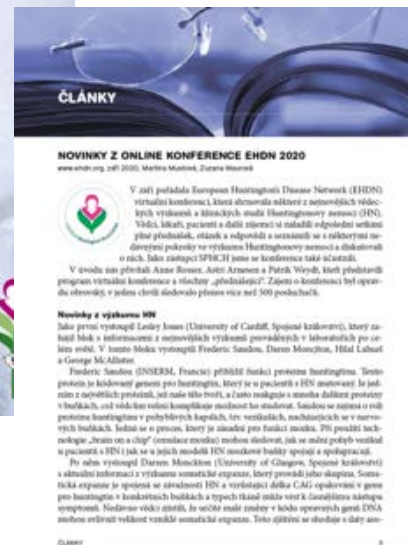 ČLÁNKY
NOVINKY Z ONLINE KONFERENCE EHDN 2020
www.ehdn.org, září 2020, Martina Musilová, Zuzana Maurová
V září pořádala European Huntington's Disease Network (EHDN)
virtuální konferenci, která shrnovala některé z nejnovějších vědec-
kých výzkumů a klinických studií Huntingtonovy nemoci (HN).
Vědci, lékaři, pacienti a další zájemci si naladili odpolední setkání
plné přednášek, otázek a odpovědí a seznámili se s některými ne-
dávnými pokroky ve výzkumu Huntingtonovy nemoci a diskutovali
o nich. Jako zástupci SPHCH jsme se konference také účastnili.
V úvodu nás přivítali Anne Rosser, Astri Arnesen a Patrik Weydt, kteří představili
program virtuální konference a všechny „přednášející". Zájem o konferenci byl oprav-
du obrovský, v jednu chvíli sledovalo přenos více než 500 posluchačů.
Novinky z výzkumu HN
Jako první vystoupil Lesley Jones (University of Cardiff, Spojené království), který za-
hájil blok s informacemi z nejnovějších výzkumů prováděných v laboratořích po ce-
lém světě. V tomto bloku vystoupili Frederic Saudou, Daren Monckton, Hilal Lashuel
a George McAllister.
Frederic Saudou (INSERM, Francie) přiblížil funkci proteinu huntingtinu. Tento
protein je kódovaný genem pro huntingtin, který je u pacientů s HN mutovaný. Je jed-
ním z největších proteinů, jež naše tělo tvoří, a často reaguje s mnoha dalšími proteiny
v buňkách, což vědcům velmi komplikuje možnost ho studovat. Saudou se zajímá o roli
proteinu huntingtinu v pohyblivých kapslích, tzv. vezikulách, nacházejících se v nervo-
vých buňkách. Jedná se o proces, který je zásadní pro funkci mozku. Při použití tech-
nologie „brain on a chip" (emulace mozku) mohou sledovat, jak se mění pohyb vezikul
u pacientů s HN i jak se u jejich modelů HN mozkové buňky spojují a spolupracují.
Po něm vystoupil Darren Monckton (University of Glasgow, Spojené království)
s aktuální informací z výzkumu somatické expanze, který provádí jeho skupina. Soma-
tická expanze je spojena se závažností HN a vzrůstající délka CAG opakování v genu
pro huntingtin v konkrétních buňkách a typech tkáně může vést k časnějšímu nástupu
symptomů. Nedávno vědci zjistili, že určité malé změny v kódu opravných genů DNA
mohou ovlivnit velikost vzniklé somatické expanze. Toto zjištění se shoduje s daty zeo-
ČLÁNKY